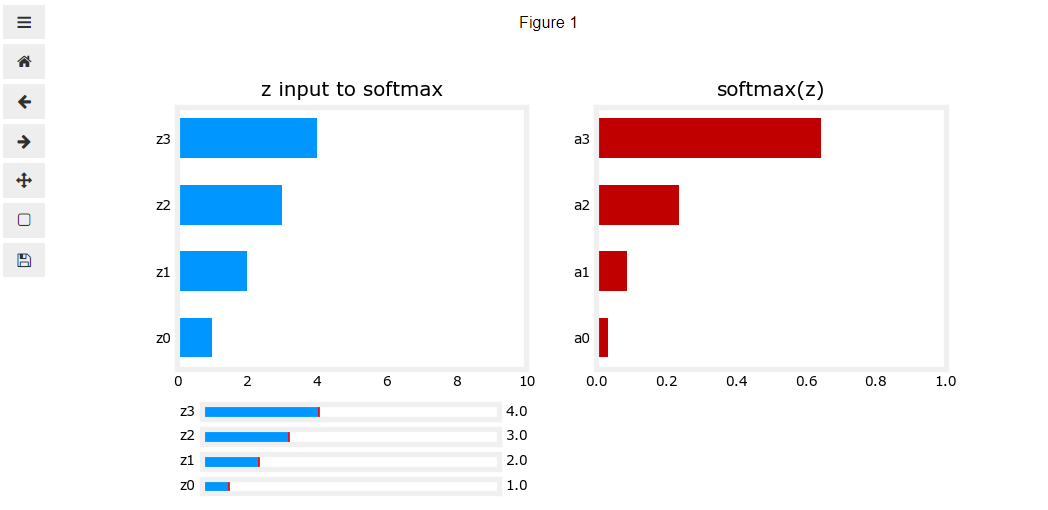 Figure 1
z input to softmax
z3
z2
z1
z0
0 2 4 6 8 10
softmax(z)
a3
a2
a1
a0
0.0 0.2 0.4 0.6 0.8 1.0
z3 4.0
z2 3.0
z1 2.0
z0 1.0